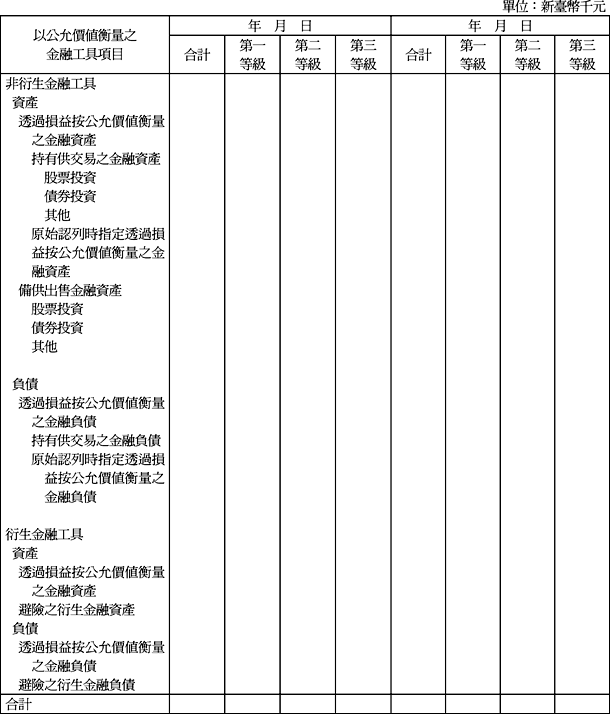 單位：新臺幣千元
以公允價值衡量之
金融工具項目
年 月 日
年 月 日
合計
第一
等級
第二
等級
第三
等級
合計
第一
等級
第二
等級
第三
等級
非衍生金融工具
資產
透過損益按公允價值衡量
之金融資產
持有供交易之金融資產
股票投資
債券投資
其他
原始認列時指定透過損
益按公允價值衡量之金
融資產
備供出售金融資產
股票投資
債券投資
其他
負債
透過損益按公允價值衡量
之金融負債
持有供交易之金融負債
原始認列時指定透過損
益按公允價值衡量之
金融負債
衍生金融工具
資產
透過損益按公允價值衡量
之金融資產
避險之衍生金融資產
負債
透過損益按公允價值衡量
之金融負債
避險之衍生金融負債
合計